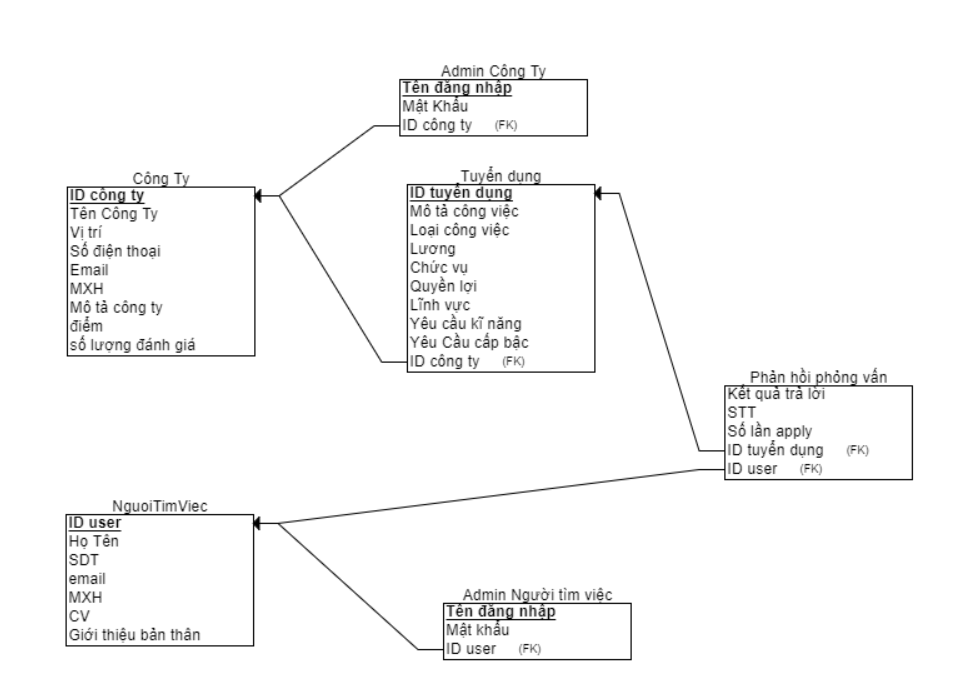 Admin Công Ty
Tên đăng nhập
Mật Khẩu
ID công ty (FK)
Công Ty
ID công ty
Tên Công Ty
Vị trí
Số điện thoại
Email
MXH
Mô tả công ty
điểm
số lượng đánh giá
Tuyển dụng
ID tuyển dụng
Mô tả công việc
Loại công việc
Lương
Chức vụ
Quyền lợi
Lĩnh vực
Yêu cầu kĩ năng
Yêu Cầu cấp bậc
ID công ty (FK)
Phản hồi phỏng vấn
Kết quả trả lời
STT
Số lần apply
ID tuyển dụng (FK)
ID user (FK)
NguoiTimViec
ID user
Họ Tên
SDT
email
MXH
CV
Giới thiệu bản thân
Admin Người tìm việc
Tên đăng nhập
Mật khẩu
ID user (FK)